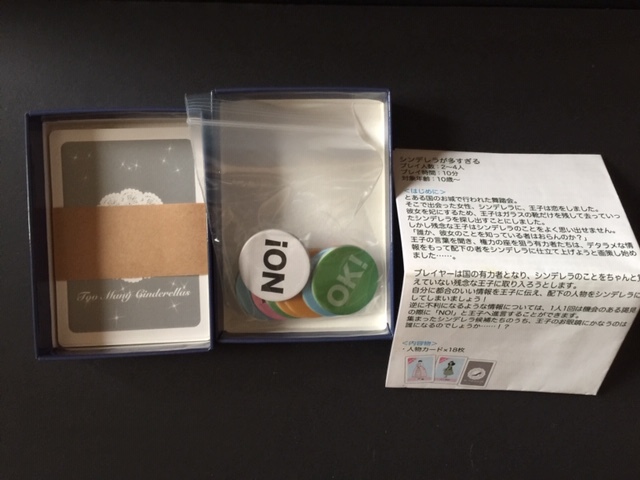 Tyo Many Cinderellas
NO!
OK!
シンデレラが多すぎる
プレイ人数：2〜4人
プレイ時間：10分
対象年齢：10歳〜
<はじめに>
とある国のお城で行われた舞踏会。
そこで出会った女性、シンデレラに、王子は恋をしました。
彼女を妃にするため、王子はガラスの靴だけを残して去っていっ
たシンデレラを探し出すことにしました。
しかし残念な王子はシンデレラのことをよく思い出せません。
「誰か、彼女のことを知っている者はおらんのか？」
王子の言葉を聞き、権力の座を狙う有力者たちは、デタラメな情
報をもって配下の者をシンデレラに仕立て上げようと画策し始め
ました……。
プレイヤーは国の有力者となり、シンデレラのことをちゃんと覚
えていない残念な王子に取り入ろうとします。
自分に都合のいい情報を王子に伝え、配下の人物をシンデレラに
してしまいましょう！
逆に不利になるような情報については、1人1回は機会のある
の際に「NO!」と王子へ進言することができます。
集まったシンデレラ候補たちのうち、王子のお眼鏡にかなうのは
誰になるのでしょうか……！？
<内容物>
・人物カード×18枚